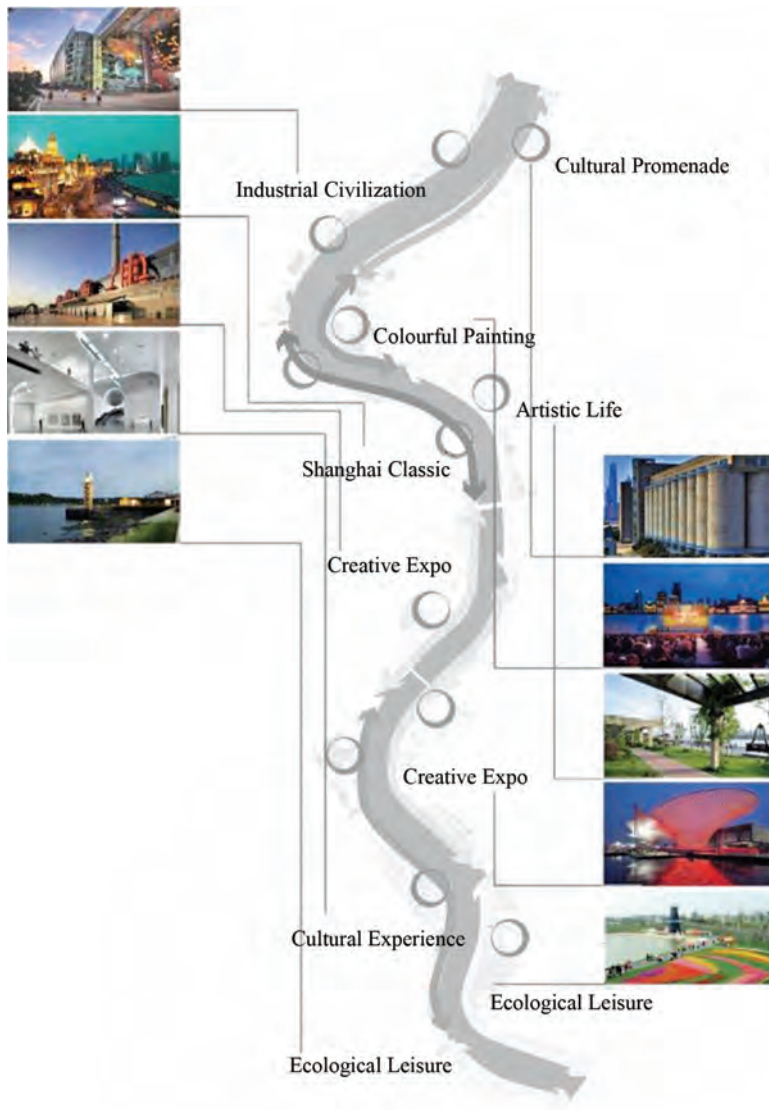 Cultural Promenade
Industrial Civilization
Colourful Painting
Artistic Life
Shanghai Classic
Creative Expo
Creative Expo
Cultural Experience
Ecological Leisure
Ecological Leisure